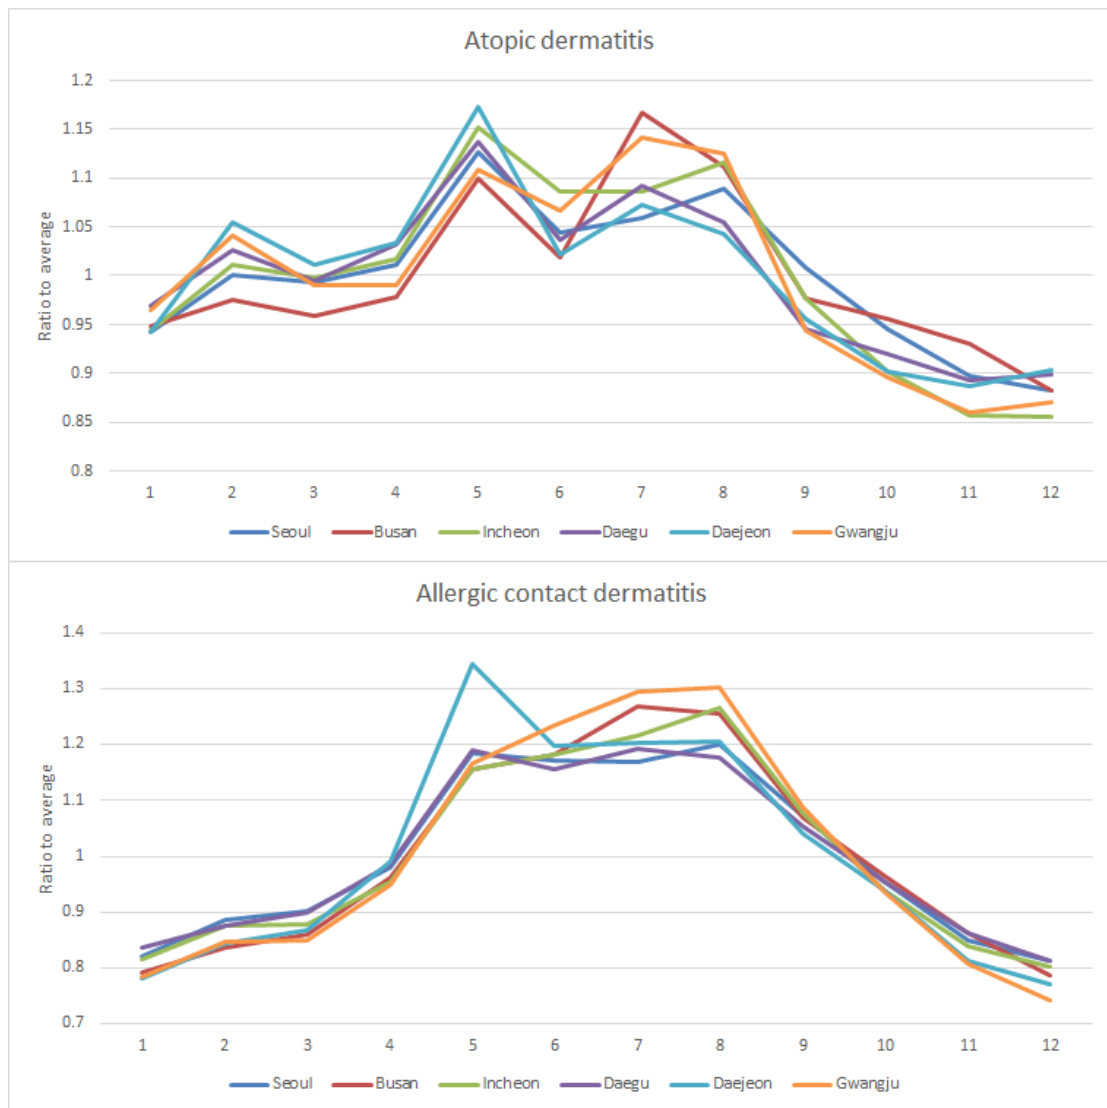 Atopic dermatitis
1.2
1.15
1.1
1.05
1
0.95
0.9
0.85
0.8
Ratio to average
1 2 3 4 5 6 7 8 9 10 11 12
Seoul Busan Incheon Daegu Daejeon Gwangju
Allergic contact dermatitis
1.4
1.3
1.2
1.1
1
0.9
0.8
0.7
Ratio to average
1 2 3 4 5 6 7 8 9 10 11 12
Seoul Busan Incheon Daegu Daejeon Gwangju